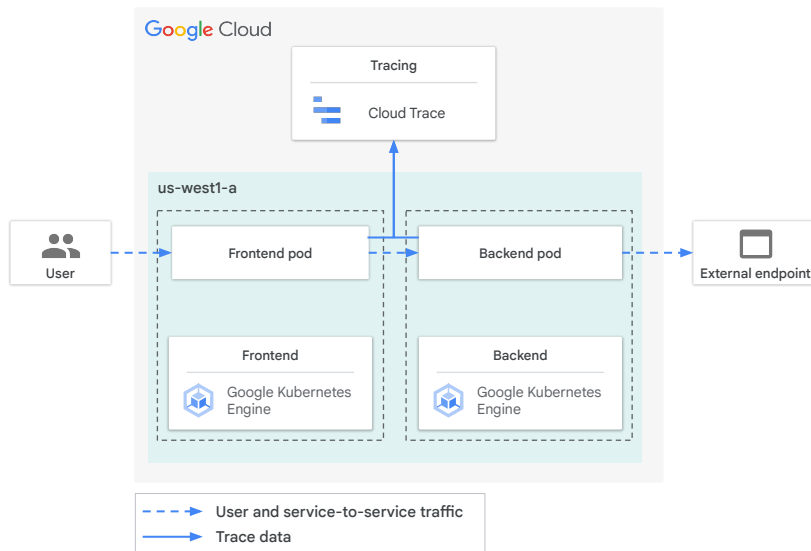 Google Cloud
Tracing
Cloud Trace
us-west1-a
User
Frontend pod
Backend pod
External endpoint
Frontend
Google Kubernetes
Engine
Backend
Google Kubernetes
Engine
User and service-to-service traffic
Trace data